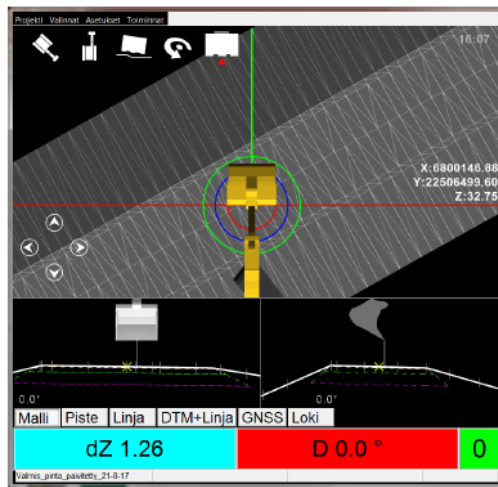 Projekti Valinnat Asetukset Toiminnat
16:07
X:6800146.88
Y:22506499.60
Z:32.75
0.0°
0.0°
Malli Piste Linja DTM+Linja GNSS Loki
dZ 1.26 D 0.0 ° 0
Valmis_pinta_paivitetty_21-8-17